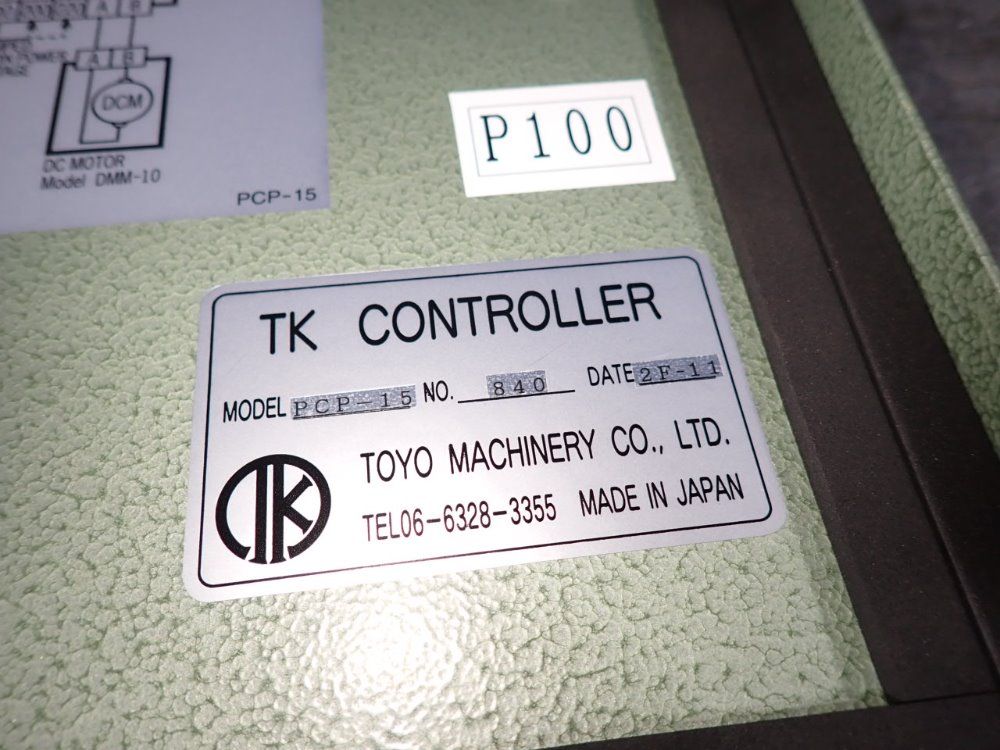 A B
A B
DCM
DC MOTOR
Model DMM-10
PCP-15
P100
TK CONTROLLER
MODEL PCP-15 NO. 840 DATE 2F-11
TK
TOYO MACHINERY CO., LTD.
TEL06-6328-3355 MADE IN JAPAN